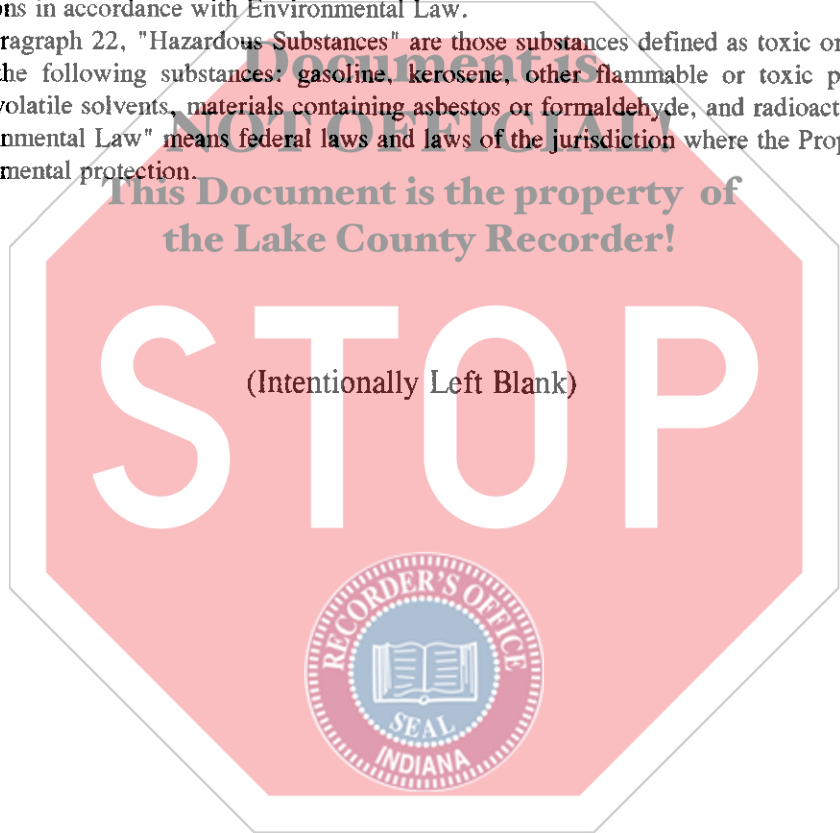 ns in accordance with Environmental Law.
ragraph 22, "Hazardous Substances" are those substances defined as toxic or
the following substances: gasoline, kerosene, other flammable or toxic p
volatile solvents, materials containing asbestos or formaldehyde, and radioact
nmental Law" means federal laws and laws of the jurisdiction where the Prop
mental protection.
Document is
NOT OFFICIAL!
This Document is the property of
the Lake County Recorder!
(Intentionally Left Blank)
STOP
RECORDER'S OFFICE
SEAL
INDIANA